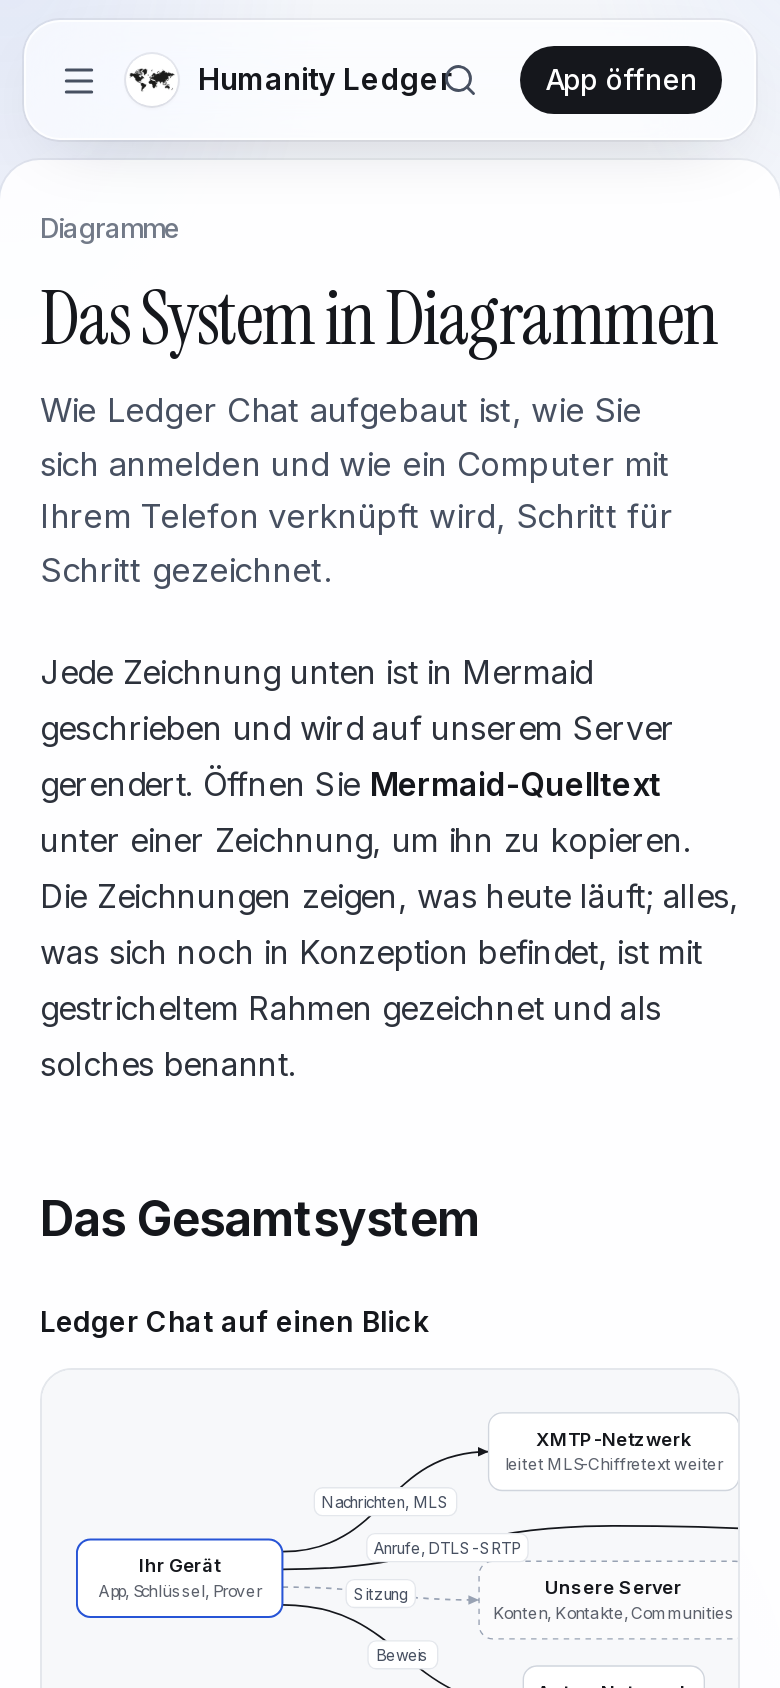 Humanity Ledger
App öffnen
Diagramme
Das System in Diagrammen
Wie Ledger Chat aufgebaut ist, wie Sie
sich anmelden und wie ein Computer mit
Ihrem Telefon verknüpft wird, Schritt für
Schritt gezeichnet.
Jede Zeichnung unten ist in Mermaid
geschrieben und wird auf unserem Server
gerendert. Öffnen Sie Mermaid-Quelltext
unter einer Zeichnung, um ihn zu kopieren.
Die Zeichnungen zeigen, was heute läuft; alles,
was sich noch in Konzeption befindet, ist mit
gestricheltem Rahmen gezeichnet und als
solches benannt.
Das Gesamtsystem
Ledger Chat auf einen Blick
XMTP-Netzwerk
leitet MLS-Chiffretext weiter
Nachrichten, MLS
Anrufe, DTLS-SRTP
Ihr Gerät
App, Schlüssel, Prover
Sitzung
Unsere Server
Konten, Kontakte, Communities
Beweis